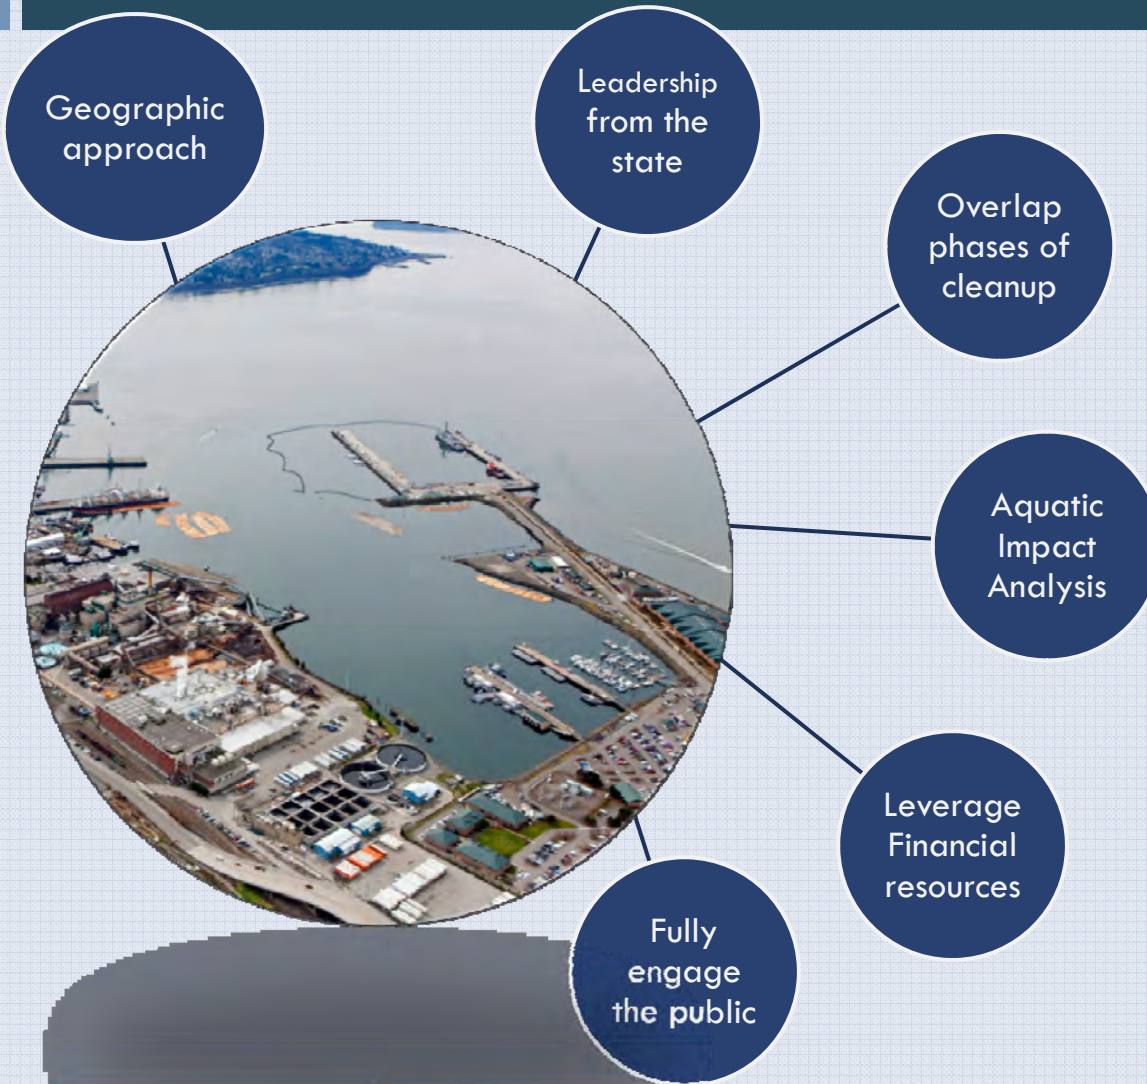 Geographic
approach
Leadership
from the
state
Overlap
phases of
cleanup
Aquatic
Impact
Analysis
Leverage
Financial
resources
Fully
engage
the public